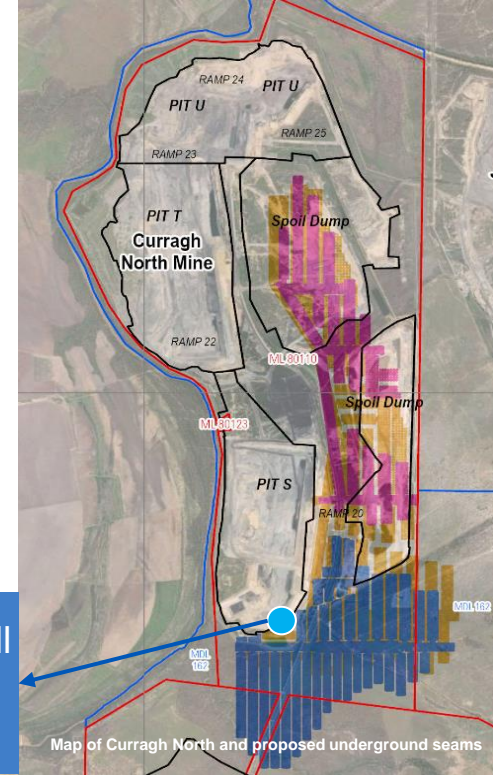 RAMP 24
PIT U
PIT U
RAMP 25
RAMP 23
PIT T
Spoil Dump
Curragh
North Mine
RAMP 22
ML 80110
Spoil Dump
ML 80123
PIT S
RAMP 20
MDL 162
MDL
162
Map of Curragh North and proposed underground seams